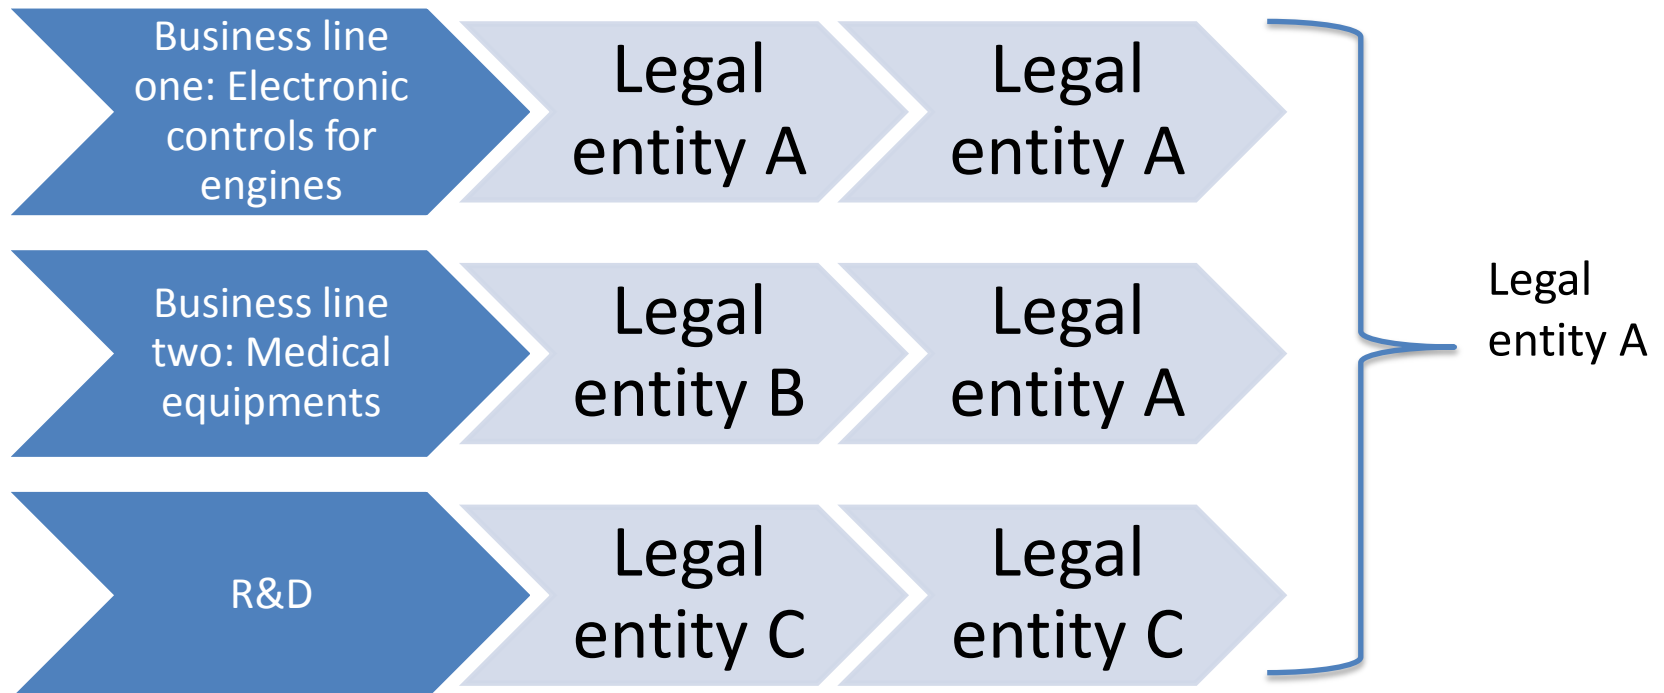 Business line
one: Electronic
controls for
engines
Legal
entity A
Legal
entity A
Business line
two: Medical
equipments
Legal
entity B
Legal
entity A
R&D
Legal
entity C
Legal
entity C
Legal
entity A